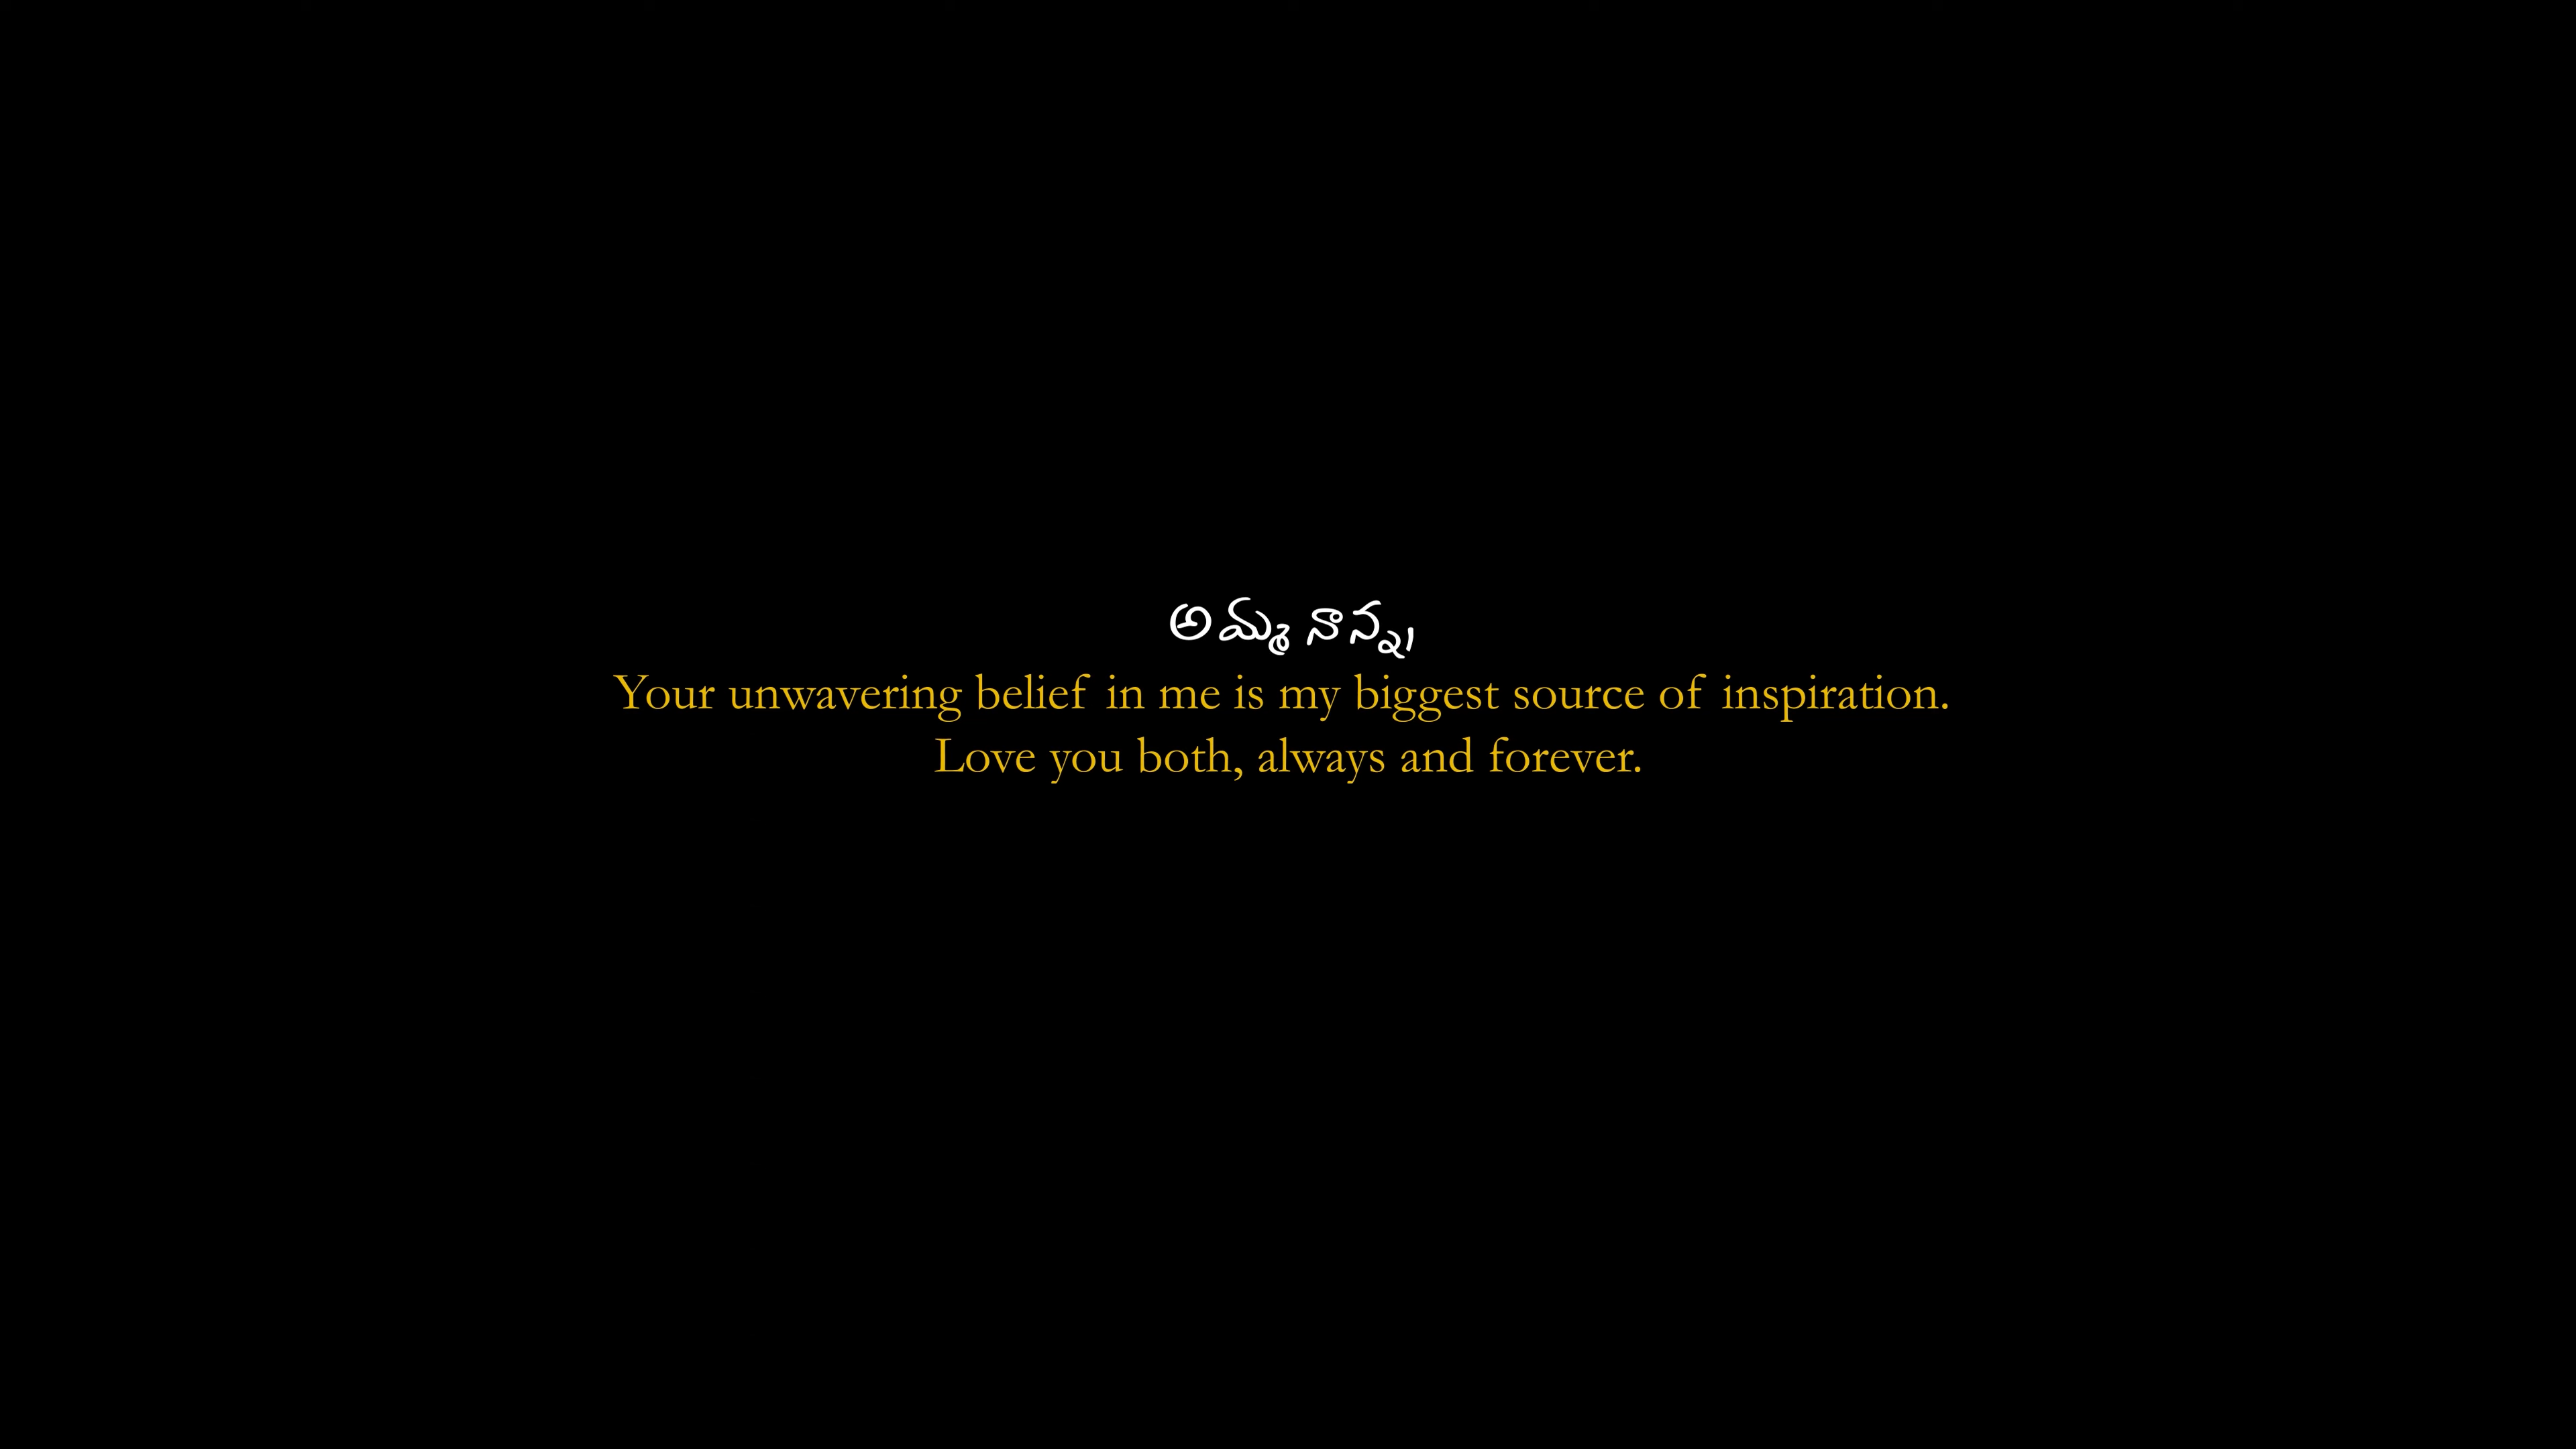 అమ్మ నాన్న,
Your unwavering belief in me is my biggest source of inspiration.
Love you both, always and forever.